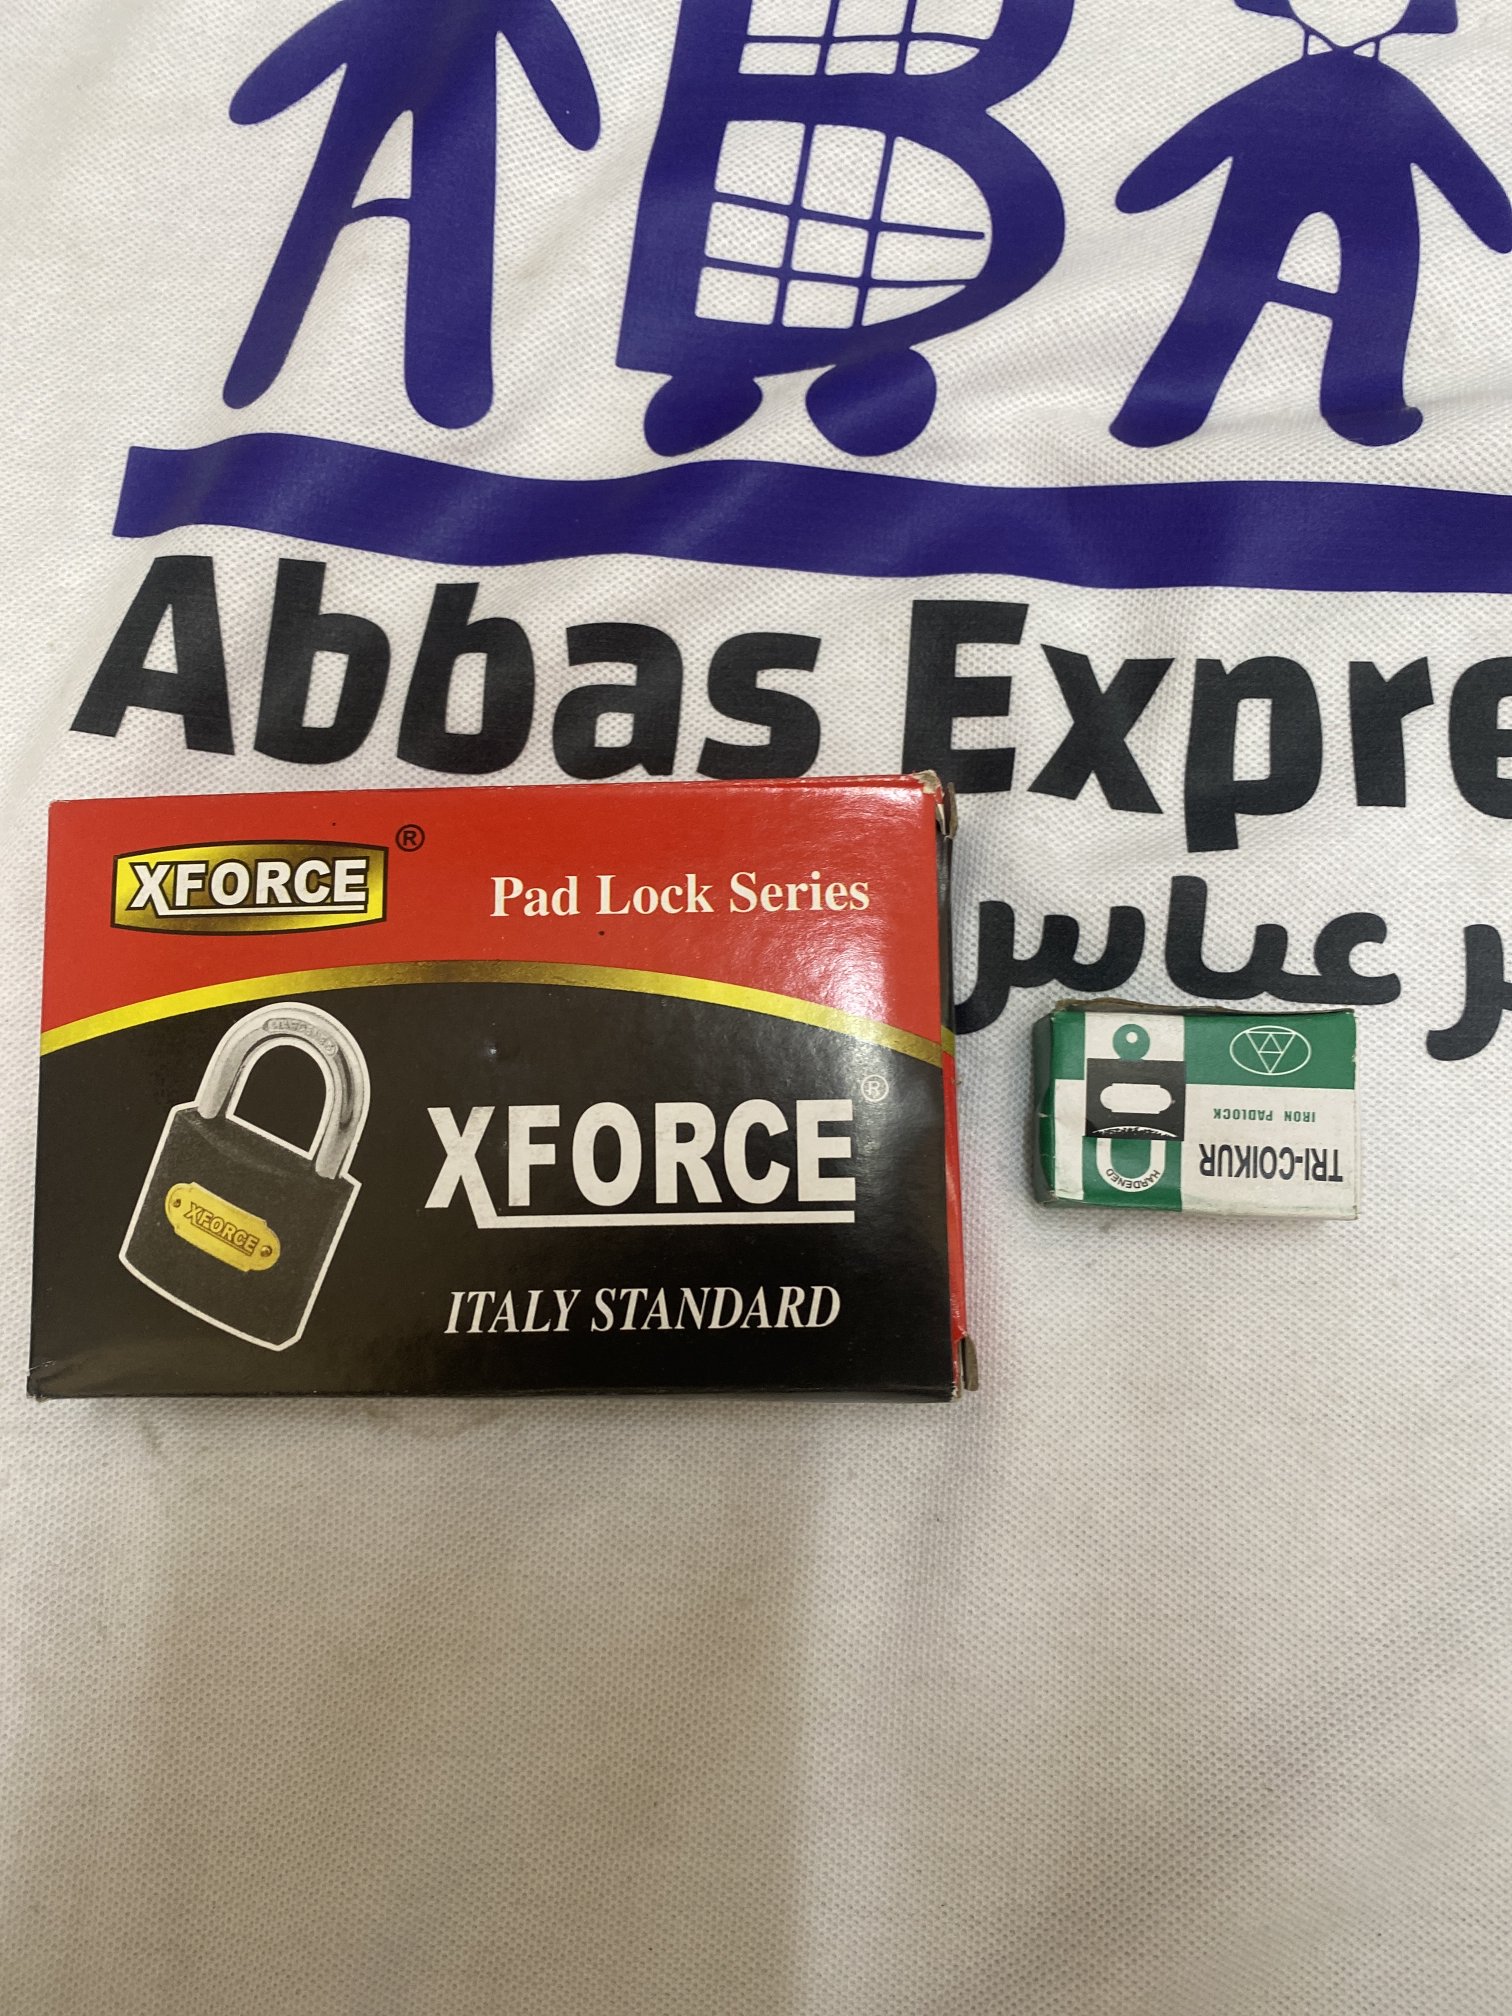 ABA
Abbas Expre
ر عباس
XFORCE ®
Pad Lock Series
XFORCE ®
XFORCE
ITALY STANDARD
TRI-COIKUR
IRON PADLOCK
HARDENED